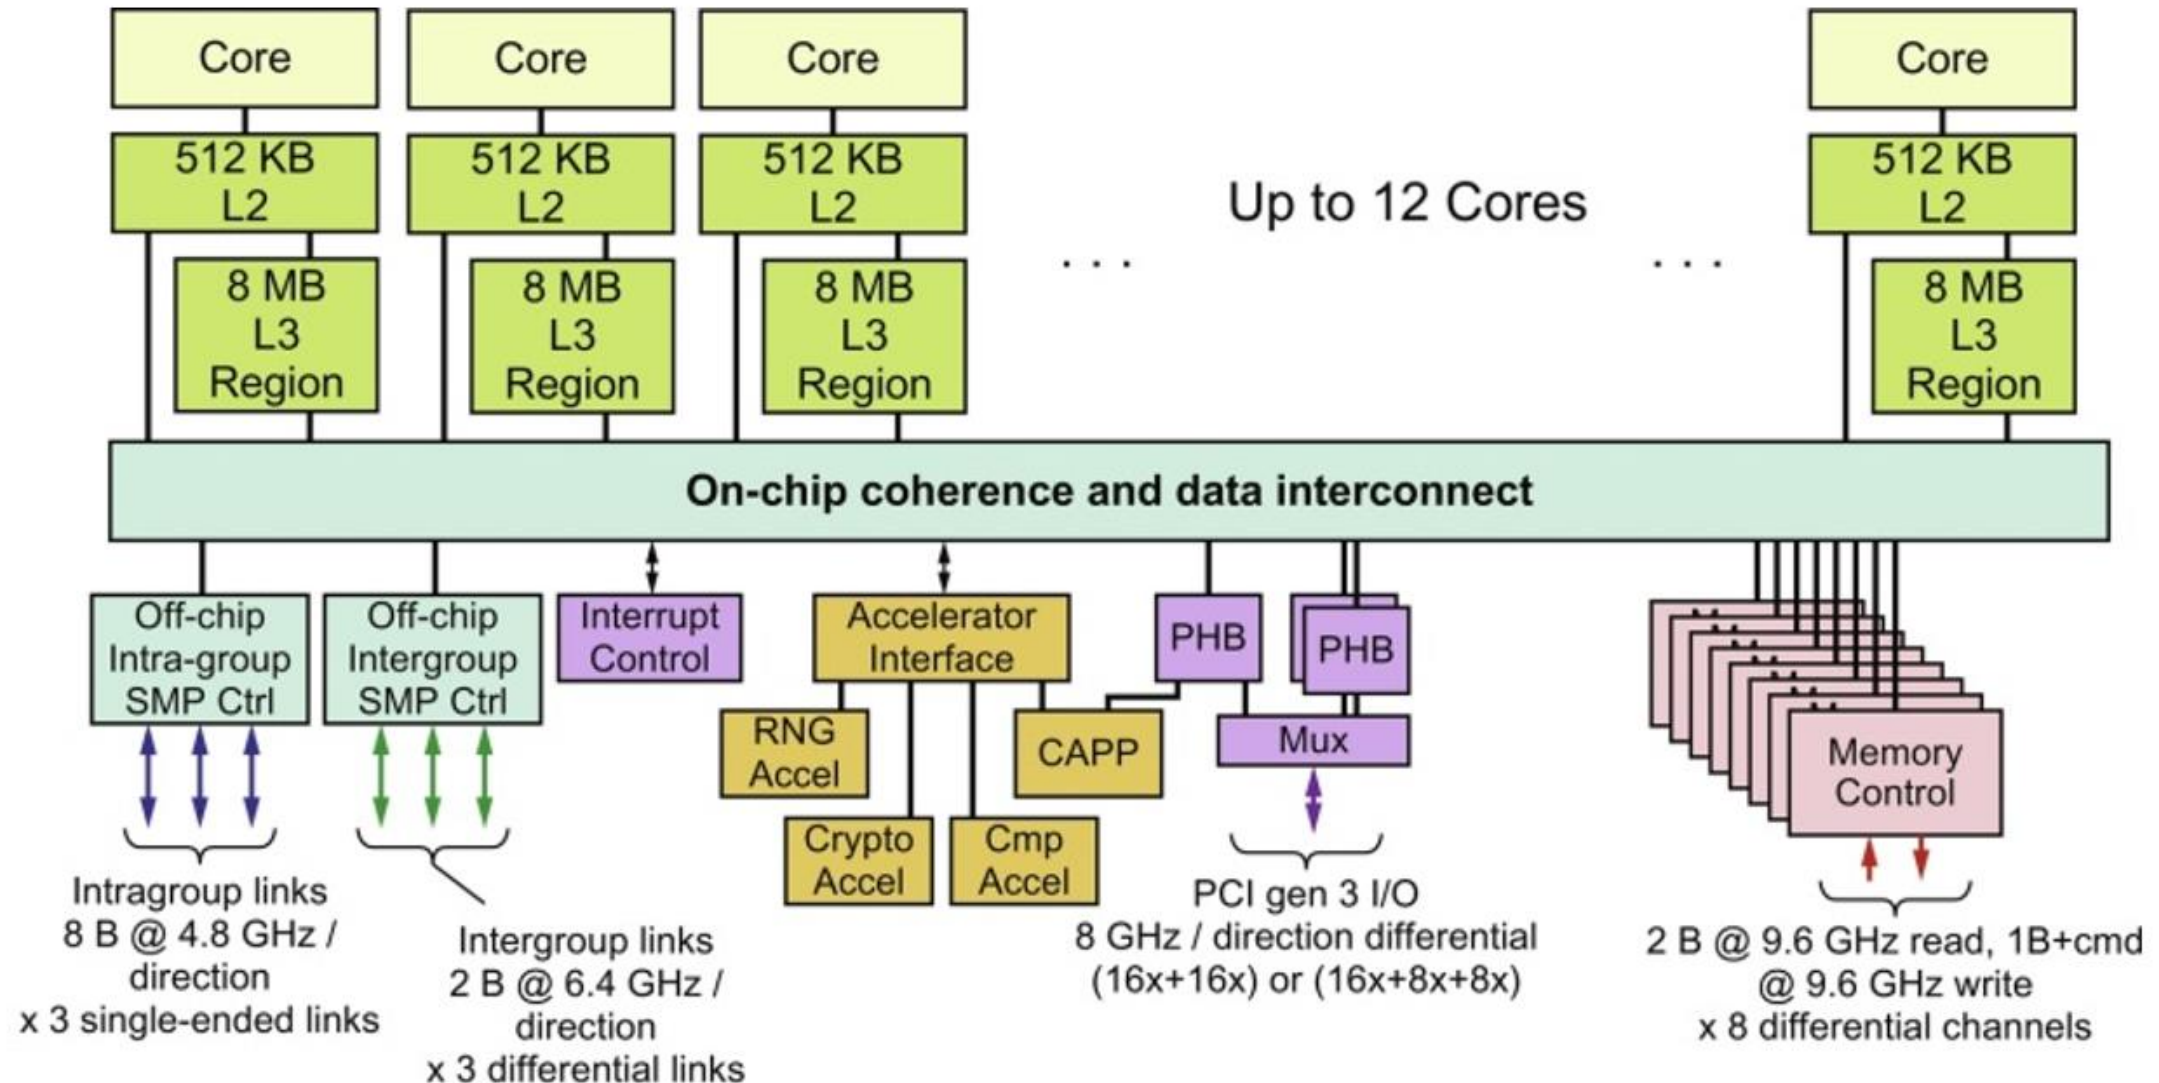 Core
Core
Core
Core
512 KB
L2
512 KB
L2
512 KB
L2
512 KB
L2
Up to 12 Cores
. . .
. . .
8 MB
L3
Region
8 MB
L3
Region
8 MB
L3
Region
8 MB
L3
Region
On-chip coherence and data interconnect
Off-chip
Intra-group
SMP Ctrl
Off-chip
Intergroup
SMP Ctrl
Interrupt
Control
Accelerator
Interface
PHB
PHB
RNG
Accel
CAPP
Mux
Crypto
Accel
Cmp
Accel
Memory
Control
Intragroup links
8 B @ 4.8 GHz /
direction
x 3 single-ended links
Intergroup links
2 B @ 6.4 GHz /
direction
x 3 differential links
PCI gen 3 I/O
8 GHz / direction differential
(16x+16x) or (16x+8x+8x)
2 B @ 9.6 GHz read, 1B+cmd
@ 9.6 GHz write
x 8 differential channels